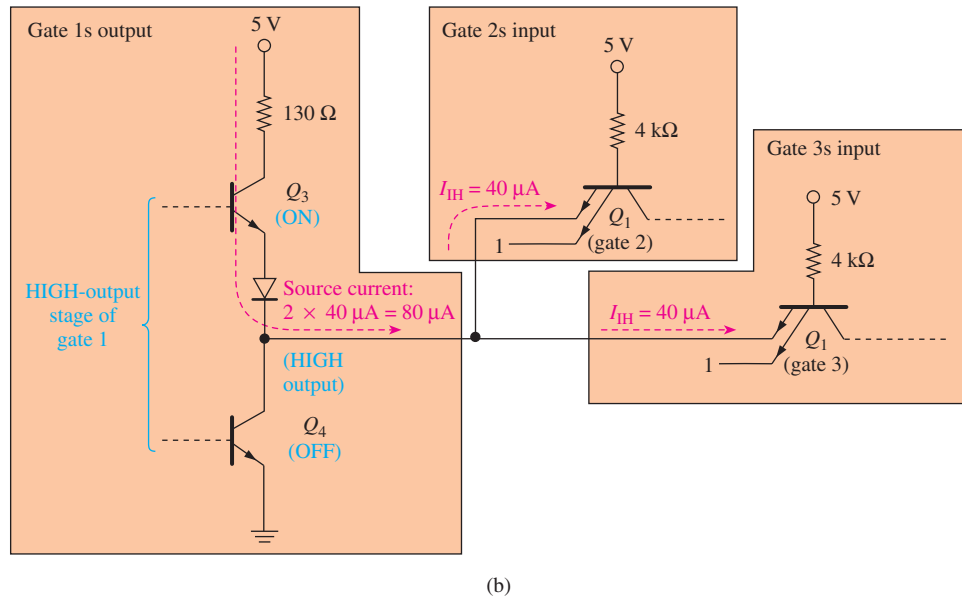 Gate 1s output
5 V
130 Ω
Q3
(ON)
HIGH-output
stage of
gate 1
Source current:
2 × 40 μA = 80 μA
(HIGH
output)
Q4
(OFF)
Gate 2s input
5 V
4 kΩ
IIH = 40 μA
Q1
(gate 2)
1
Gate 3s input
5 V
4 kΩ
IIH = 40 μA
Q1
(gate 3)
1
(b)